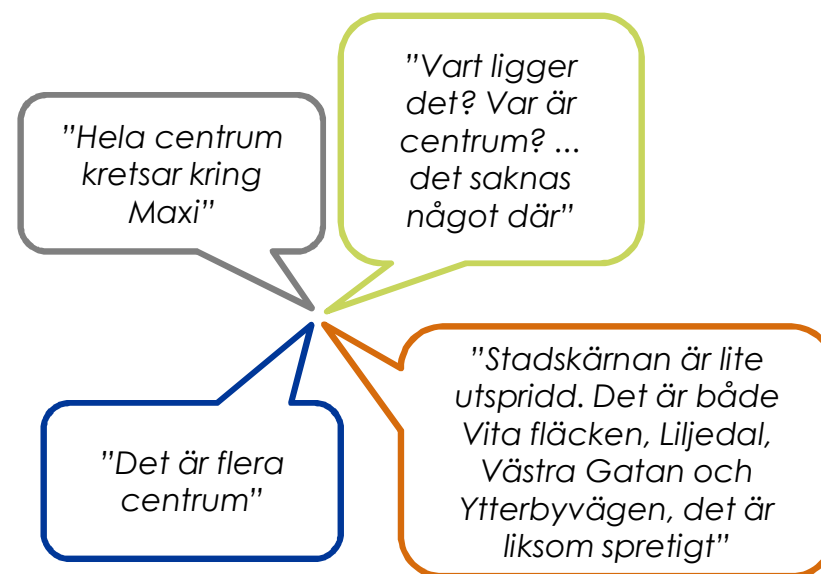 ”Hela centrum
kretsar kring
Maxi”
”Vart ligger
det? Var är
centrum? ...
det saknas
något där”
”Det är flera
centrum”
”Stadskärnan är lite
utspridd. Det är både
Vita fläcken, Liljedal,
Västra Gatan och
Ytterbyvägen, det är
liksom spretigt”